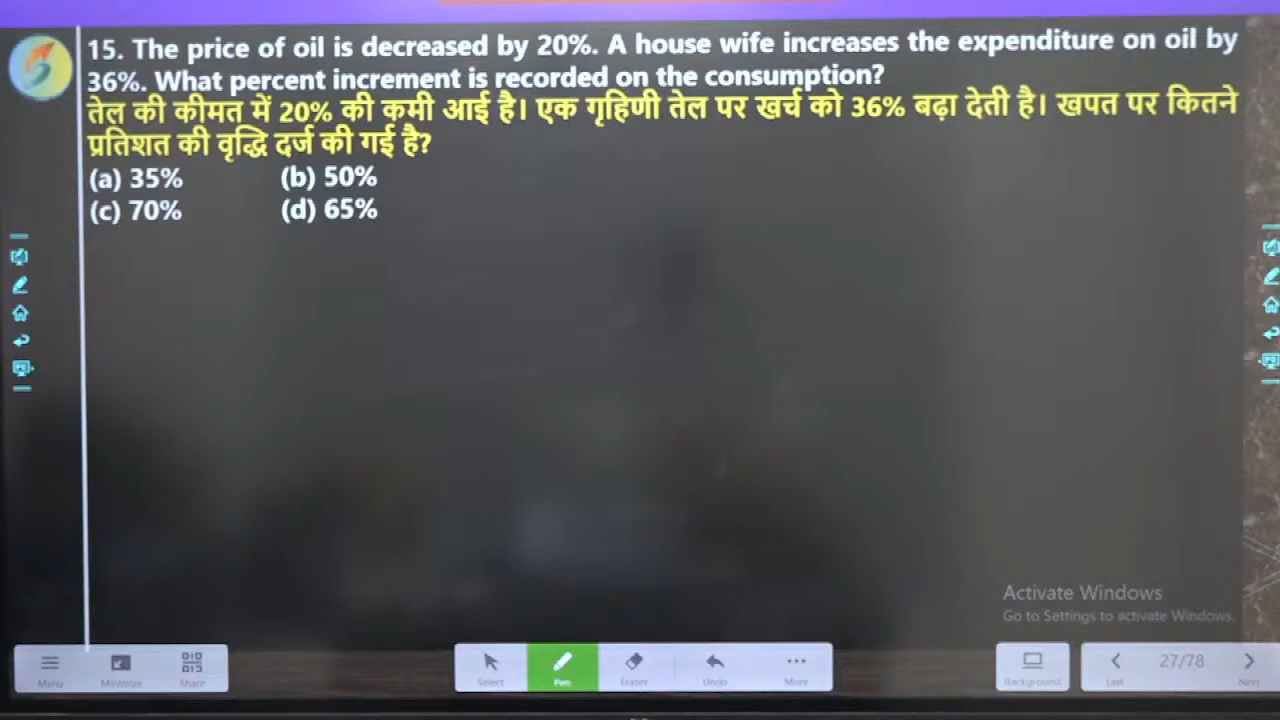 15. The price of oil is decreased by 20%. A house wife increases the expenditure on oil by
36%. What percent increment is recorded on the consumption?
तेल की कीमत में 20% की कमी आई है। एक गृहिणी तेल पर खर्च को 36% बढ़ा देती है। खपत पर कितने
प्रतिशत की वृद्धि दर्ज की गई है?
(a) 35% (b) 50%
(c) 70% (d) 65%
Activate Windows
Go to Settings to activate Windows.
27/78
Menu Maximize Share Select Pen Eraser Undo More Background Last Next